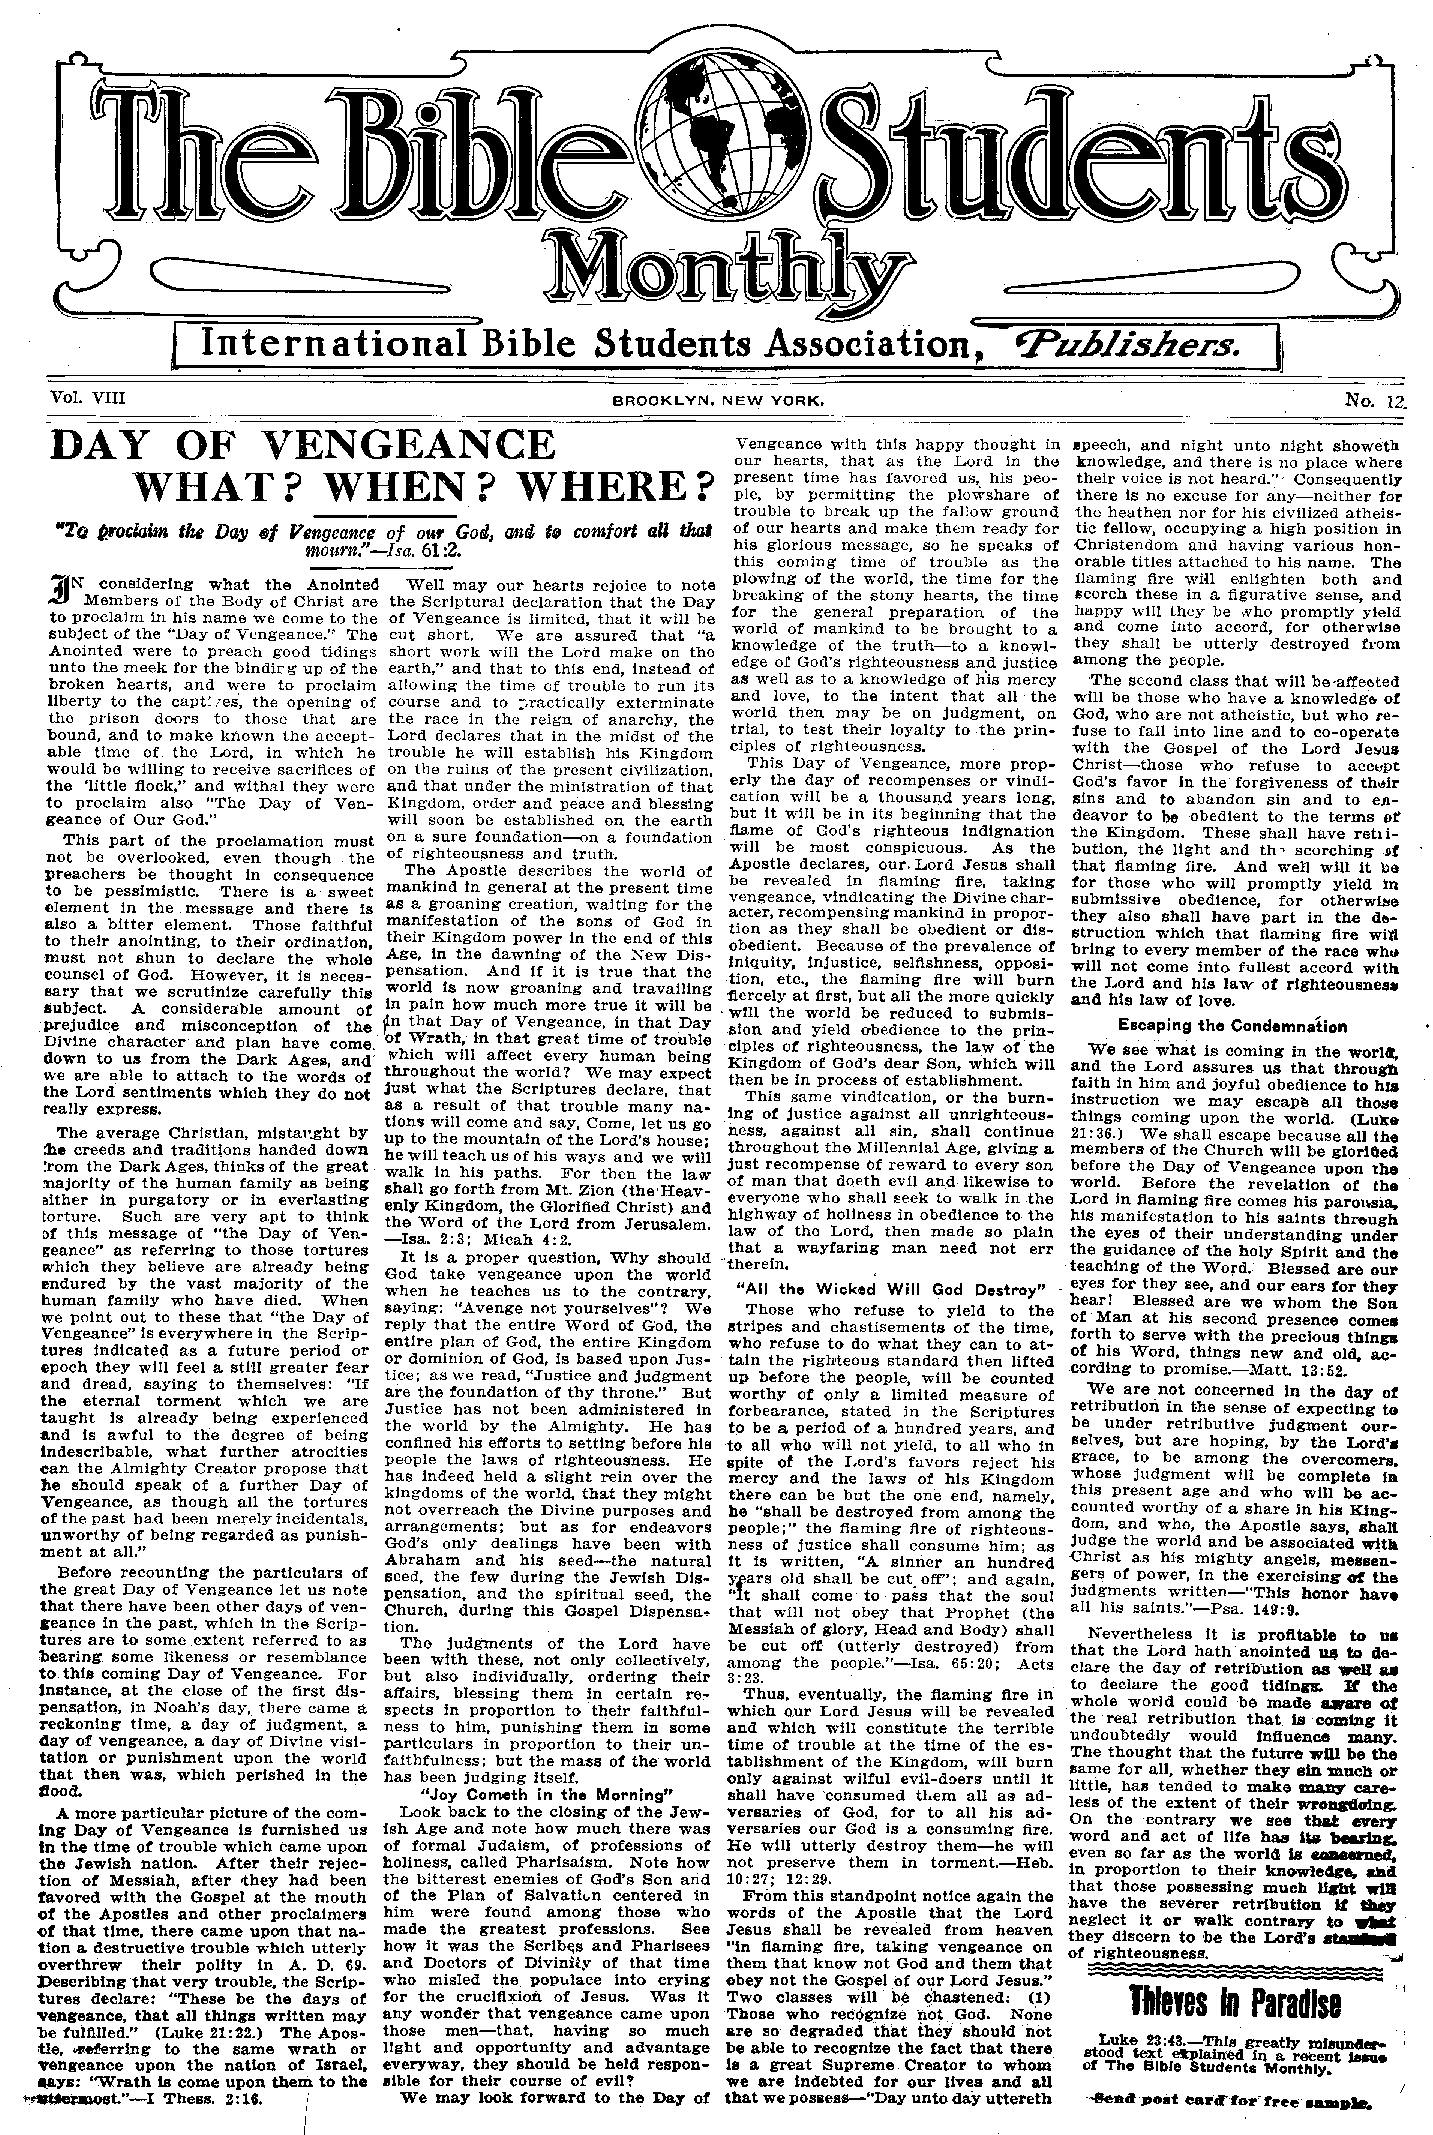 The Bible Students
Monthly
International Bible Students Association, Publishers.
Vol. VIII
BROOKLYN, NEW YORK.
No. 12.
DAY OF VENGEANCE
WHAT? WHEN? WHERE?
"To proclaim the Day of Vengeance of our God, and to comfort all that
mourn."—Isa. 61:2.
IN considering what the Anointed
Members of the Body of Christ are
to proclaim in his name we come to the
subject of the "Day of Vengeance." The
Anointed were to preach good tidings
unto the meek for the binding up of the
broken hearts, and were to proclaim
liberty to the captives, the opening of
the prison doors to those that are
bound, and to make known the accept-
able time of the Lord, in which he
would be willing to receive sacrifices of
the 'little flock," and withal they were
to proclaim also "The Day of Ven-
geance of Our God."
This part of the proclamation must
not be overlooked, even though the
preachers be thought in consequence
to be pessimistic. There is a sweet
element in the message and there is
also a bitter element. Those faithful
to their anointing, to their ordination,
must not shun to declare the whole
counsel of God. However, it is neces-
sary that we scrutinize carefully this
subject. A considerable amount of
prejudice and misconception of the
Divine character and plan have come
down to us from the Dark Ages, and
we are able to attach to the words of
the Lord sentiments which they do not
really express.
The average Christian, mistaught by
the creeds and traditions handed down
from the Dark Ages, thinks of the great
majority of the human family as being
either in purgatory or in everlasting
torture. Such are very apt to think
of this message of "the Day of Ven-
geance" as referring to those tortures
which they believe are already being
endured by the vast majority of the
human family who have died. When
we point out to these that "the Day of
Vengeance" is everywhere in the Scrip-
tures indicated as a future period or
epoch they will feel a still greater fear
and dread, saying to themselves: "If
the eternal torment which we are
taught is already being experienced
and is awful to the degree of being
indescribable, what further atrocities
can the Almighty Creator propose that
he should speak of a further Day of
Vengeance, as though all the tortures
of the past had been merely incidentals,
unworthy of being regarded as punish-
ment at all."
Before recounting the particulars of
the great Day of Vengeance let us note
that there have been other days of ven-
geance in the past, which in the Scrip-
tures are to some extent referred to as
bearing some likeness or resemblance
to this coming Day of Vengeance. For
instance, at the close of the first dis-
pensation, in Noah's day, there came a
reckoning time, a day of judgment, a
day of vengeance, a day of Divine visi-
tation or punishment upon the world
that then was, which perished in the
flood.
A more particular picture of the com-
ing Day of Vengeance is furnished us
in the time of trouble which came upon
the Jewish nation. After their rejec-
tion of Messiah, after they had been
favored with the Gospel at the mouth
of the Apostles and other proclaimers
of that time, there came upon that na-
tion a destructive trouble which utterly
overthrew their polity in A. D. 69.
Describing that very trouble, the Scrip-
tures declare: "These be the days of
vengeance, that all things written may
be fulfilled." (Luke 21:22.) The Apos-
tle, referring to the same wrath or
vengeance upon the nation of Israel,
says: "Wrath is come upon them to the
uttermost."—I Thess. 2:16.
Well may our hearts rejoice to note
the Scriptural declaration that the Day
of Vengeance is limited, that it will be
cut short. We are assured that "a
short work will the Lord make on the
earth," and that to this end, instead of
allowing the time of trouble to run its
course and to practically exterminate
the race in the reign of anarchy, the
Lord declares that in the midst of the
trouble he will establish his Kingdom
on the ruins of the present civilization,
and that under the ministration of that
Kingdom, order and peace and blessing
will soon be established on the earth
on a sure foundation—on a foundation
of righteousness and truth.
The Apostle describes the world of
mankind in general at the present time
as a groaning creation, waiting for the
manifestation of the sons of God in
their Kingdom power in the end of this
Age, in the dawning of the New Dis-
pensation. And if it is true that the
world is now groaning and travailing
in pain how much more true it will be
in that Day of Vengeance, in that Day
of Wrath, in that great time of trouble
which will affect every human being
throughout the world? We may expect
just what the Scriptures declare, that
as a result of that trouble many na-
tions will come and say, Come, let us go
up to the mountain of the Lord's house;
he will teach us of his ways and we will
walk in his paths. For then the law
shall go forth from Mt. Zion (the Heav-
enly Kingdom, the Glorified Christ) and
the Word of the Lord from Jerusalem.
—Isa. 2:3; Micah 4:2.
It is a proper question, Why should
God take vengeance upon the world
when he teaches us to the contrary,
saying: "Avenge not yourselves"? We
reply that the entire Word of God, the
entire plan of God, the entire Kingdom
or dominion of God, is based upon Jus-
tice; as we read, "Justice and judgment
are the foundation of thy throne." But
Justice has not been administered in
the world by the Almighty. He has
confined his efforts to setting before his
people the laws of righteousness. He
has indeed held a slight rein over the
kingdoms of the world, that they might
not overreach the Divine purposes and
arrangements; but as for endeavors
God's only dealings have been with
Abraham and his seed—the natural
seed, the few during the Jewish Dis-
pensation, and the spiritual seed, the
Church, during this Gospel Dispensa-
tion.
The judgments of the Lord have
been with these, not only collectively,
but also individually, ordering their
affairs, blessing them in certain re-
spects in proportion to their faithful-
ness to him, punishing them in some
particulars in proportion to their un-
faithfulness; but the mass of the world
has been judging itself.
"Joy Cometh in the Morning"
Look back to the closing of the Jew-
ish Age and note how much there was
of formal Judaism, of professions of
holiness, called Pharisaism. Note how
the bitterest enemies of God's Son and
of the Plan of Salvation centered in
him were found among those who
made the greatest professions. See
how it was the Scribes and Pharisees
and Doctors of Divinity of that time
who misled the populace into crying
for the crucifixion of Jesus. Was it
any wonder that vengeance came upon
those men—that, having so much
light and opportunity and advantage
everyway, they should be held respon-
sible for their course of evil?
We may look forward to the Day of
Vengeance with this happy thought in
our hearts, that as the Lord in the
present time has favored us, his peo-
ple, by permitting the plowshare of
trouble to break up the fallow ground
of our hearts and make them ready for
his glorious message, so he speaks of
this coming time of trouble as the
plowing of the world, the time for the
breaking of the stony hearts, the time
for the general preparation of the
world of mankind to be brought to a
knowledge of the truth—to a knowl-
edge of God's righteousness and justice
as well as to a knowledge of his mercy
and love, to the intent that all the
world then may be on judgment, on
trial, to test their loyalty to the prin-
ciples of righteousness.
This Day of Vengeance, more prop-
erly the day of recompenses or vindi-
cation will be a thousand years long,
but it will be in its beginning that the
flame of God's righteous indignation
will be most conspicuous. As the
Apostle declares, our Lord Jesus shall
be revealed in flaming fire, taking
vengeance, vindicating the Divine char-
acter, recompensing mankind in propor-
tion as they shall be obedient or dis-
obedient. Because of the prevalence of
iniquity, injustice, selfishness, opposi-
tion, etc., the flaming fire will burn
fiercely at first, but all the more quickly
will the world be reduced to submis-
sion and yield obedience to the prin-
ciples of righteousness, the law of the
Kingdom of God's dear Son, which will
then be in process of establishment.
This same vindication, or the burn-
ing of justice against all unrighteous-
ness, against all sin, shall continue
throughout the Millennial Age, giving a
just recompense of reward to every son
of man that doeth evil and likewise to
everyone who shall seek to walk in the
highway of holiness in obedience to the
law of the Lord, then made so plain
that a wayfaring man need not err
therein.
"All the Wicked Will God Destroy"
Those who refuse to yield to the
stripes and chastisements of the time,
who refuse to do what they can to at-
tain the righteous standard then lifted
up before the people, will be counted
worthy of only a limited measure of
forbearance, stated in the Scriptures
to be a period of a hundred years, and
to all who will not yield, to all who in
spite of the Lord's favors reject his
mercy and the laws of his Kingdom
there can be but the one end, namely,
he "shall be destroyed from among the
people;" the flaming fire of righteous-
ness of justice shall consume him; as
it is written, "A sinner an hundred
years old shall be cut off"; and again,
"It shall come to pass that the soul
that will not obey that Prophet (the
Messiah of glory, Head and Body) shall
be cut off (utterly destroyed) from
among the people."—Isa. 65:20; Acts
3:23.
Thus, eventually, the flaming fire in
which our Lord Jesus will be revealed
and which will constitute the terrible
time of trouble at the time of the es-
tablishment of the Kingdom, will burn
only against wilful evil-doers until it
shall have consumed them all as ad-
versaries of God, for to all his ad-
versaries our God is a consuming fire.
He will utterly destroy them—he will
not preserve them in torment.—Heb.
10:27; 12:29.
From this standpoint notice again the
words of the Apostle that the Lord
Jesus shall be revealed from heaven
"in flaming fire, taking vengeance on
them that know not God and them that
obey not the Gospel of our Lord Jesus."
Two classes will be chastened: (1)
Those who recognize not God. None
are so degraded that they should not
be able to recognize the fact that there
is a great Supreme Creator to whom
we are indebted for our lives and all
that we possess—"Day unto day uttereth
speech, and night unto night showeth
knowledge, and there is no place where
their voice is not heard." Consequently
there is no excuse for any—neither for
the heathen nor for his civilized atheis-
tic fellow, occupying a high position in
Christendom and having various hon-
orable titles attached to his name. The
flaming fire will enlighten both and
scorch these in a figurative sense, and
happy will they be who promptly yield
and come into accord, for otherwise
they shall be utterly destroyed from
among the people.
The second class that will be affected
will be those who have a knowledge of
God, who are not atheistic, but who re-
fuse to fall into line and to co-operate
with the Gospel of the Lord Jesus
Christ—those who refuse to accept
God's favor in the forgiveness of their
sins and to abandon sin and to en-
deavor to be obedient to the terms of
the Kingdom. These shall have retri-
bution, the light and the scorching of
that flaming fire. And well will it be
for those who will promptly yield in
submissive obedience, for otherwise
they also shall have part in the de-
struction which that flaming fire will
bring to every member of the race who
will not come into fullest accord with
the Lord and his law of righteousness
and his law of love.
Escaping the Condemnation
We see what is coming in the world,
and the Lord assures us that through
faith in him and joyful obedience to his
instruction we may escape all those
things coming upon the world. (Luke
21:36.) We shall escape because all the
members of the Church will be glorified
before the Day of Vengeance upon the
world. Before the revelation of the
Lord in flaming fire comes his parousia,
his manifestation to his saints through
the eyes of their understanding under
the guidance of the holy Spirit and the
teaching of the Word. Blessed are our
eyes for they see, and our ears for they
hear! Blessed are we whom the Son
of Man at his second presence comes
forth to serve with the precious things
of his Word, things new and old, ac-
cording to promise.—Matt. 13:52.
We are not concerned in the day of
retribution in the sense of expecting to
be under retributive judgment our-
selves, but are hoping, by the Lord's
grace, to be among the overcomers,
whose judgment will be complete in
this present age and who will be ac-
counted worthy of a share in his King-
dom, and who, the Apostle says, shall
judge the world and be associated with
Christ as his mighty angels, messen-
gers of power, in the exercising of the
judgments written—"This honor have
all his saints."—Psa. 149:9.
Nevertheless it is profitable to us
that the Lord hath anointed us to de-
clare the day of retribution as well as
to declare the good tidings. If the
whole world could be made aware of
the real retribution that is coming it
undoubtedly would influence many.
The thought that the future will be the
same for all, whether they sin much or
little, has tended to make many care-
less of the extent of their wrongdoing.
On the contrary we see that every
word and act of life has its bearing,
even so far as the world is concerned,
in proportion to their knowledge, and
that those possessing much light will
have the severer retribution if they
neglect it or walk contrary to what
they discern to be the Lord's standard
of righteousness.
Thieves in Paradise
Luke 23:43.—This greatly misunder-
stood text explained in a recent issue
of The Bible Students Monthly.
Send post card for free sample.